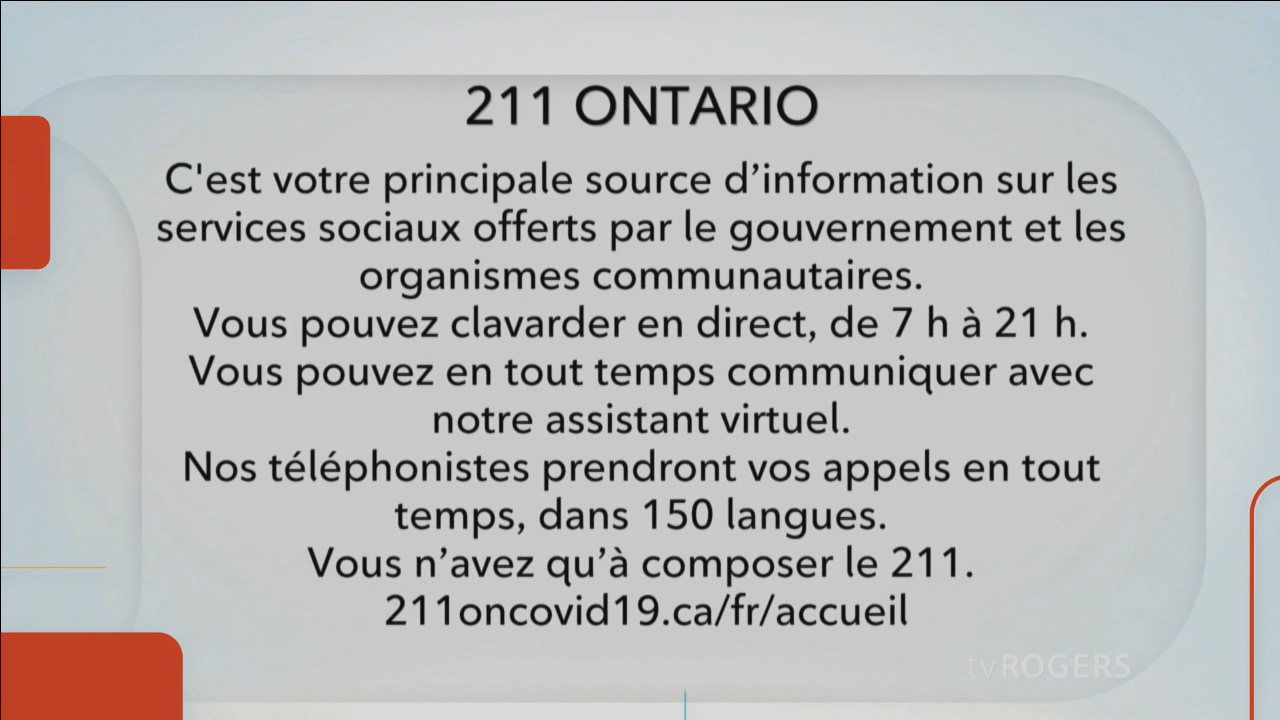 211 ONTARIO
C'est votre principale source d’information sur les
services sociaux offerts par le gouvernement et les
organismes communautaires.
Vous pouvez clavarder en direct, de 7 h à 21 h.
Vous pouvez en tout temps communiquer avec
notre assistant virtuel.
Nos téléphonistes prendront vos appels en tout
temps, dans 150 langues.
Vous n’avez qu’à composer le 211.
211oncovid19.ca/fr/accueil
tvROGERS